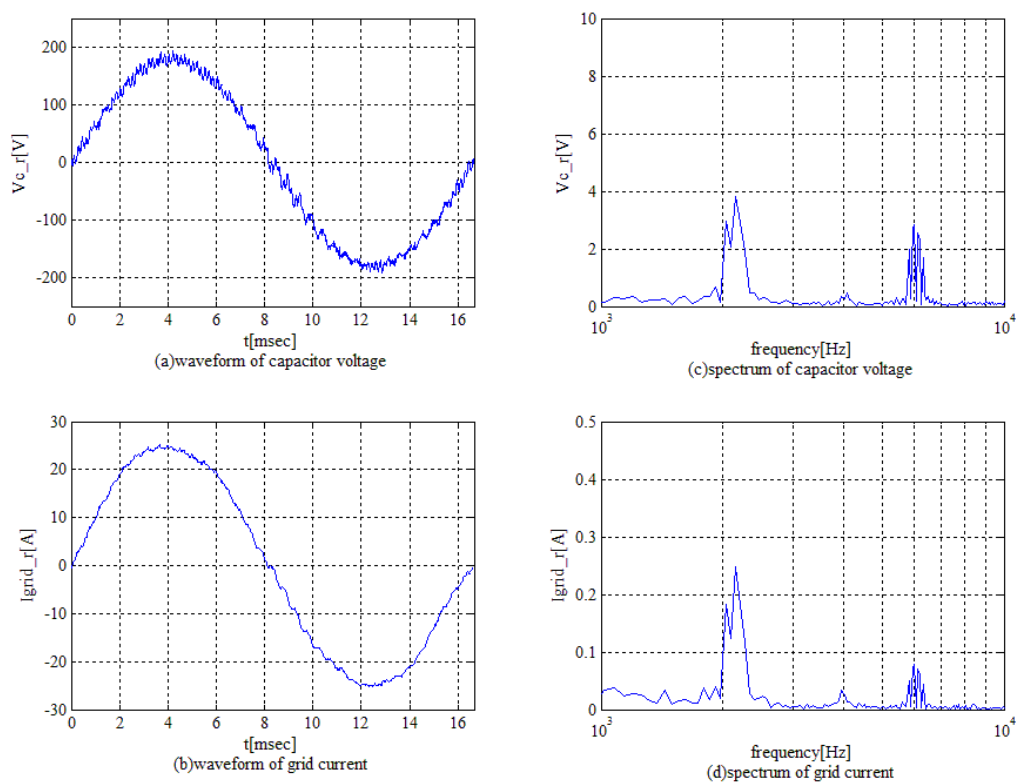 200
100
0
-100
-200
Vc_r[V]
0 2 4 6 8 10 12 14 16
t[msec]
(a)waveform of capacitor voltage
10
8
6
4
2
0
Vc_r[V]
10^3 10^4
frequency[Hz]
(c)spectrum of capacitor voltage
30
20
10
0
-10
-20
-30
Igrid_r[A]
0 2 4 6 8 10 12 14 16
t[msec]
(b)waveform of grid current
0.5
0.4
0.3
0.2
0.1
0
Igrid_r[A]
10^3 10^4
frequency[Hz]
(d)spectrum of grid current